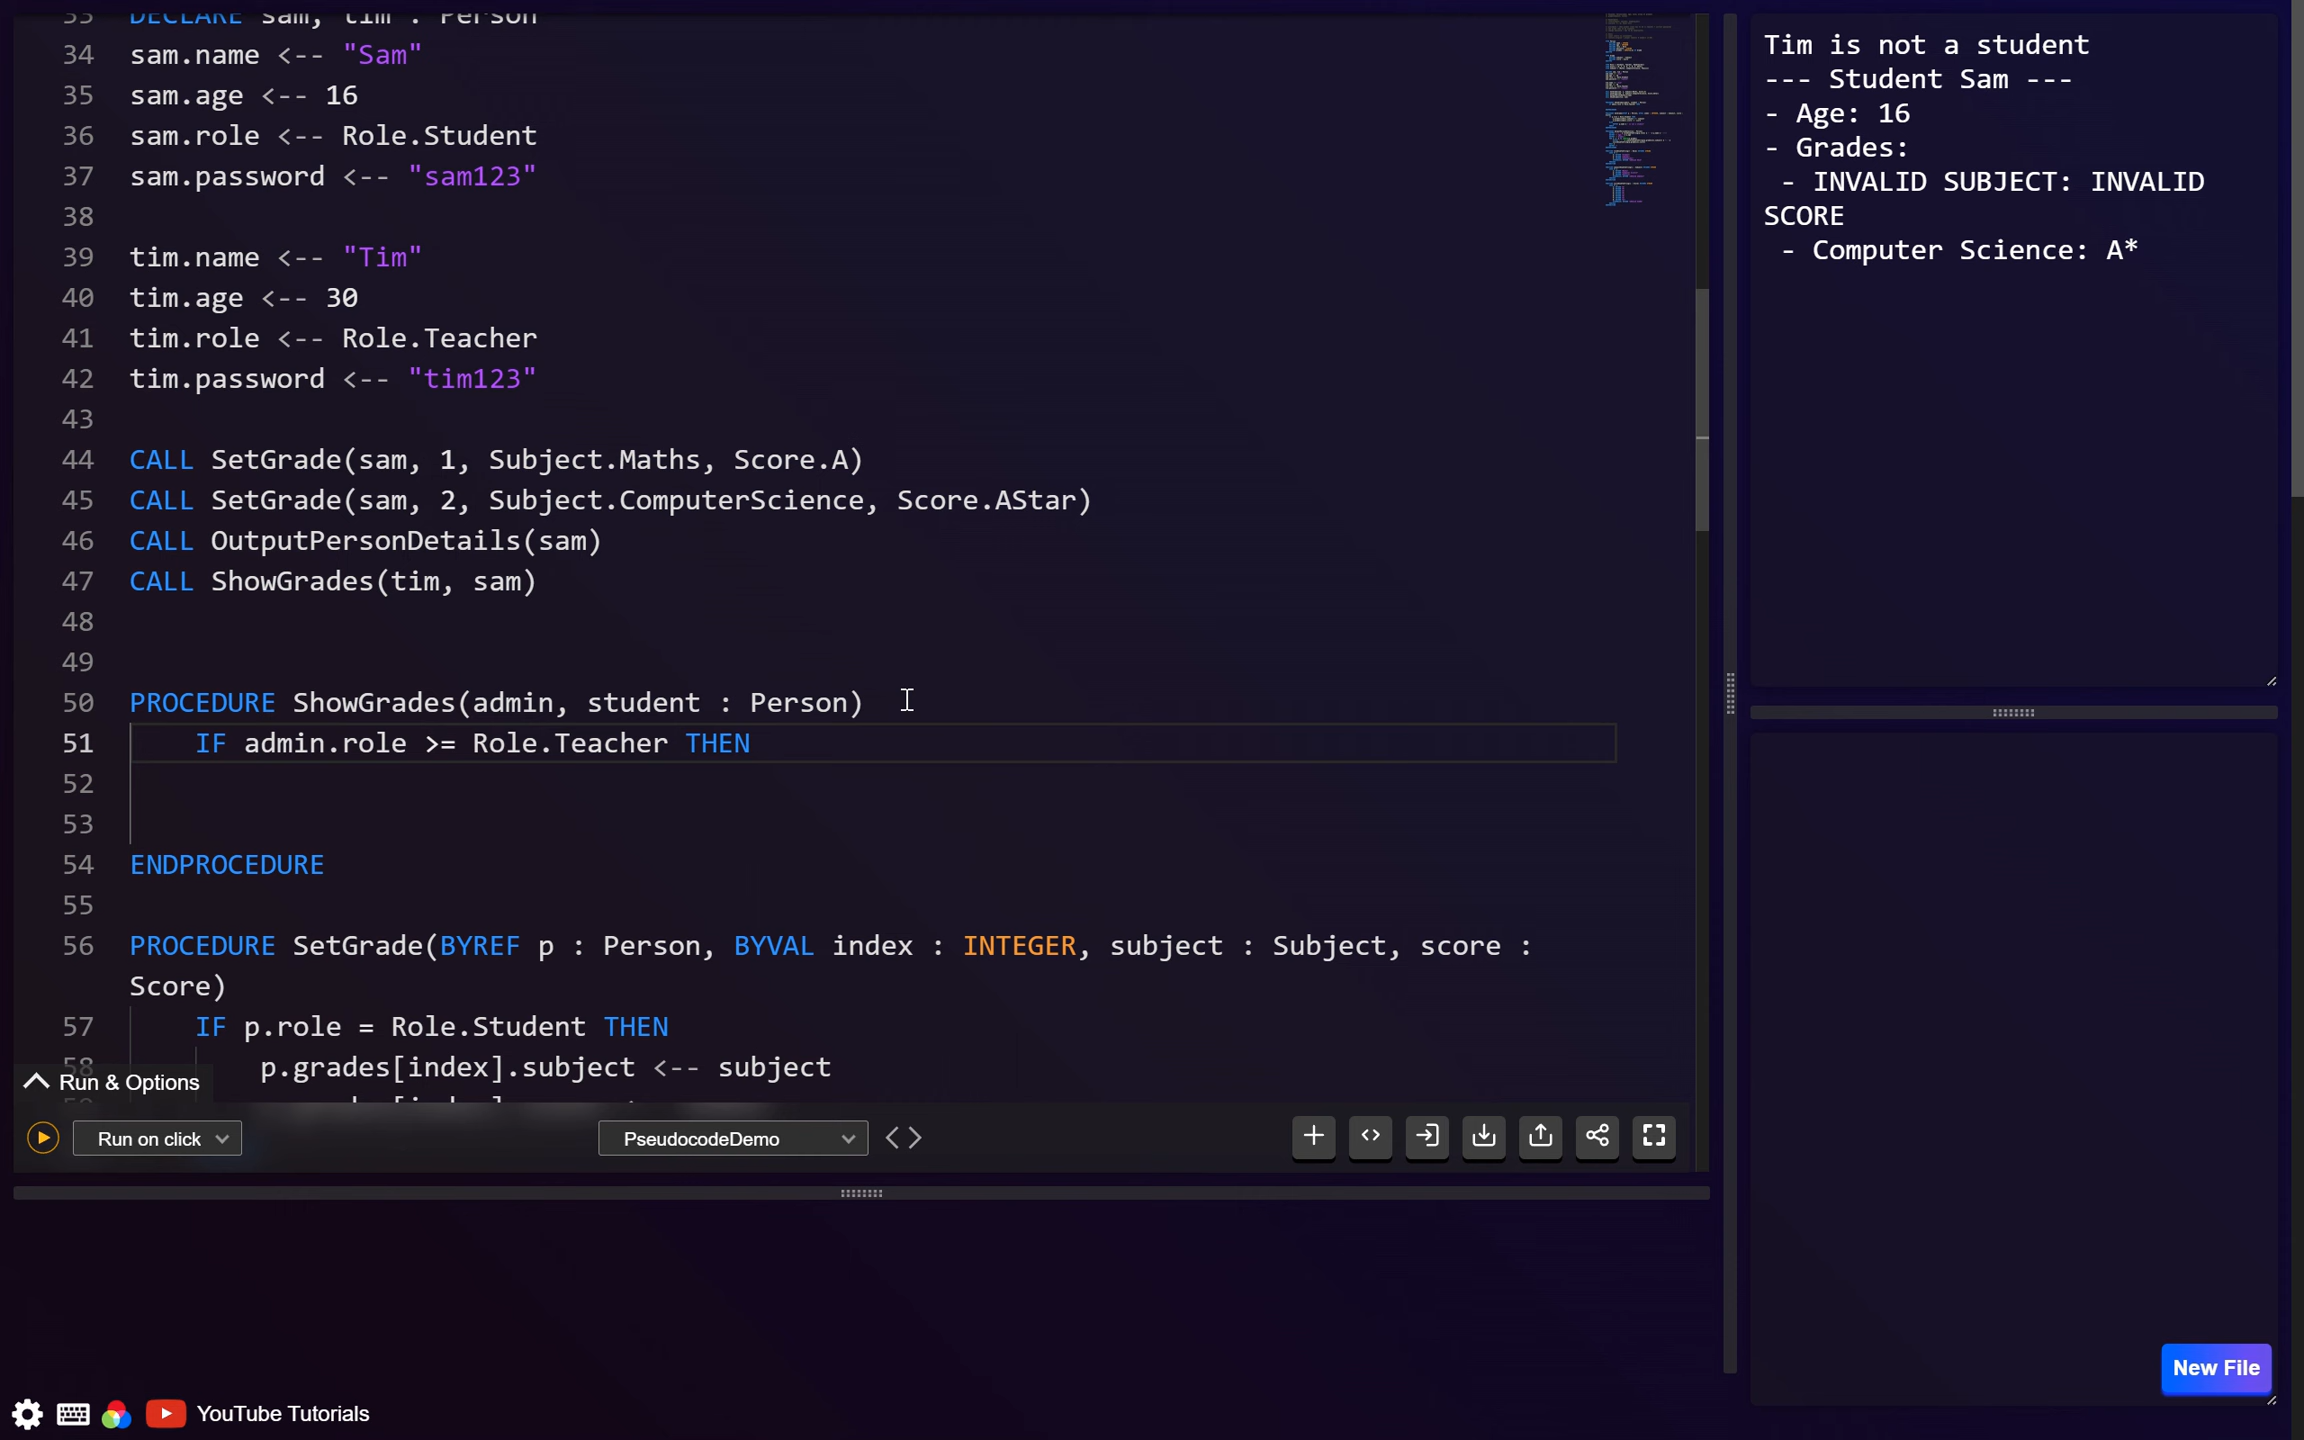 33 DECLARE sam, tim : Person
34 sam.name <-- "Sam"
35 sam.age <-- 16
36 sam.role <-- Role.Student
37 sam.password <-- "sam123"
38
39 tim.name <-- "Tim"
40 tim.age <-- 30
41 tim.role <-- Role.Teacher
42 tim.password <-- "tim123"
43
44 CALL SetGrade(sam, 1, Subject.Maths, Score.A)
45 CALL SetGrade(sam, 2, Subject.ComputerScience, Score.AStar)
46 CALL OutputPersonDetails(sam)
47 CALL ShowGrades(tim, sam)
48
49
50 PROCEDURE ShowGrades(admin, student : Person)
51 IF admin.role >= Role.Teacher THEN
52
53
54 ENDPROCEDURE
55
56 PROCEDURE SetGrade(BYREF p : Person, BYVAL index : INTEGER, subject : Subject, score :
Score)
57 IF p.role = Role.Student THEN
58 p.grades[index].subject <-- subject
Run & Options
Run on click
PseudocodeDemo
YouTube Tutorials
Tim is not a student
--- Student Sam ---
- Age: 16
- Grades:
- INVALID SUBJECT: INVALID
SCORE
- Computer Science: A*
New File